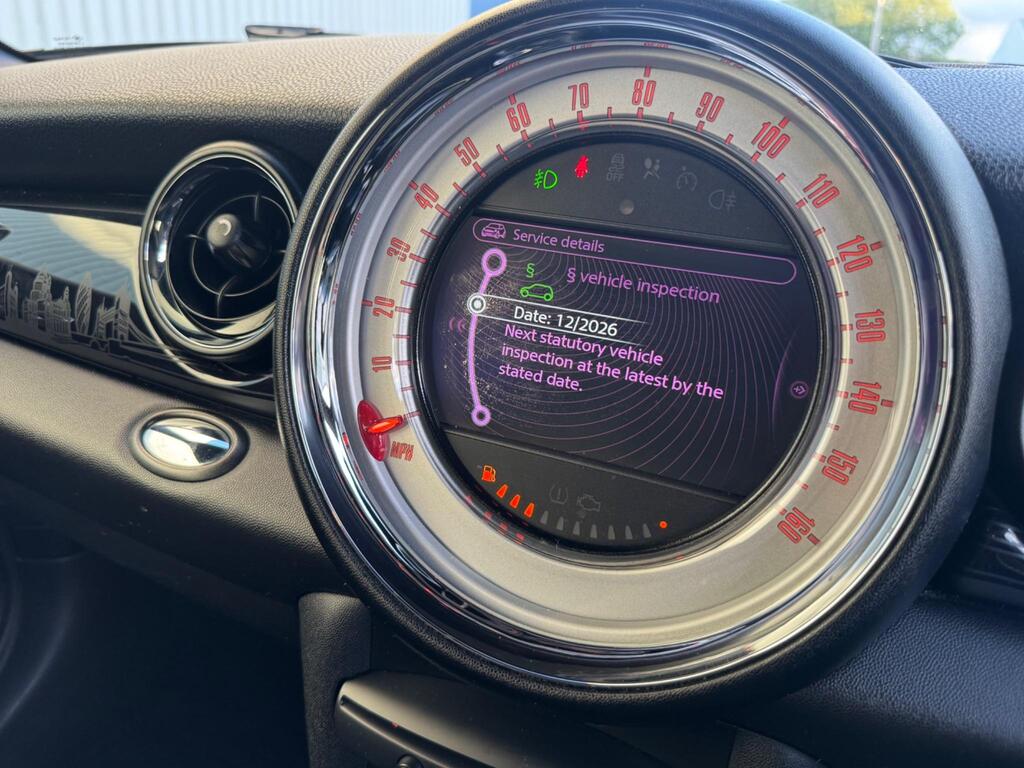 10
20
30
40
50
60
70
80
90
100
110
120
130
140
150
160
MPH
Service details
§
§ vehicle inspection
Date: 12/2026
Next statutory vehicle
inspection at the latest by the
stated date.